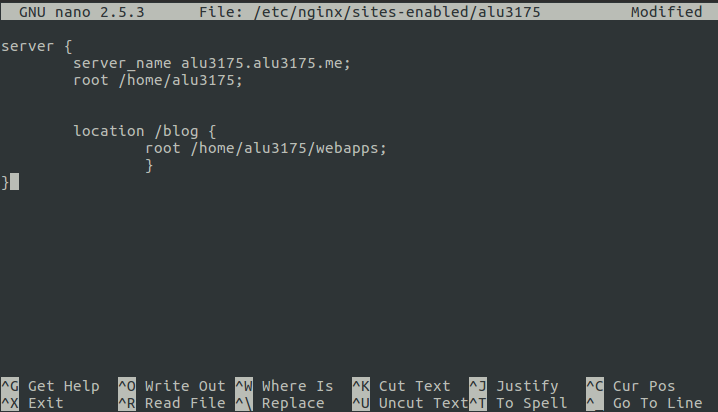 GNU nano 2.5.3      File: /etc/nginx/sites-enabled/alu3175          Modified
server {
        server_name alu3175.alu3175.me;
        root /home/alu3175;
        location /blog {
                root /home/alu3175/webapps;
                }
}
^G Get Help  ^O Write Out ^W Where Is  ^K Cut Text  ^J Justify   ^C Cur Pos
^X Exit      ^R Read File ^\ Replace   ^U Uncut Text^T To Spell  ^_ Go To Line